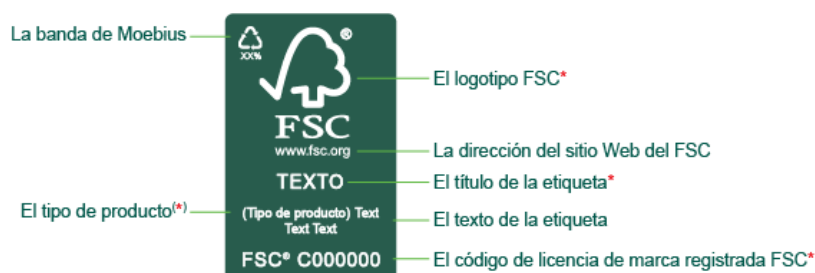 La banda de Moebius
®
XX%
El logotipo FSC*
FSC
www.fsc.org
La dirección del sitio Web del FSC
TEXTO
El título de la etiqueta*
El tipo de producto(*)
(Tipo de producto) Text
Text Text
El texto de la etiqueta
FSC® C000000
El código de licencia de marca registrada FSC*